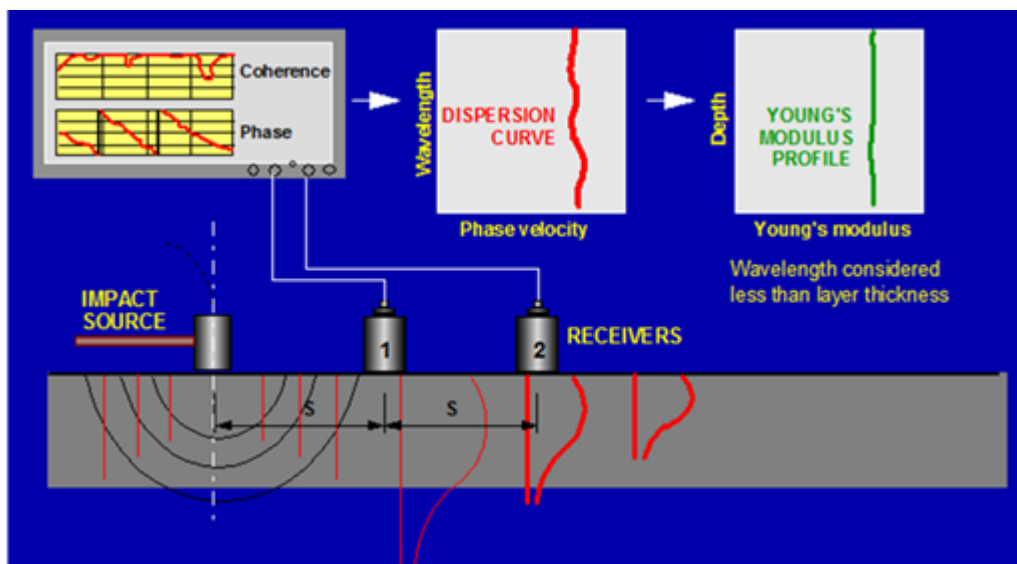 Coherence
Phase
Wavelength
DISPERSION
CURVE
Phase velocity
Depth
YOUNG'S
MODULUS
PROFILE
Young's modulus
Wavelength considered
less than layer thickness
IMPACT
SOURCE
1
2
RECEIVERS
S
S